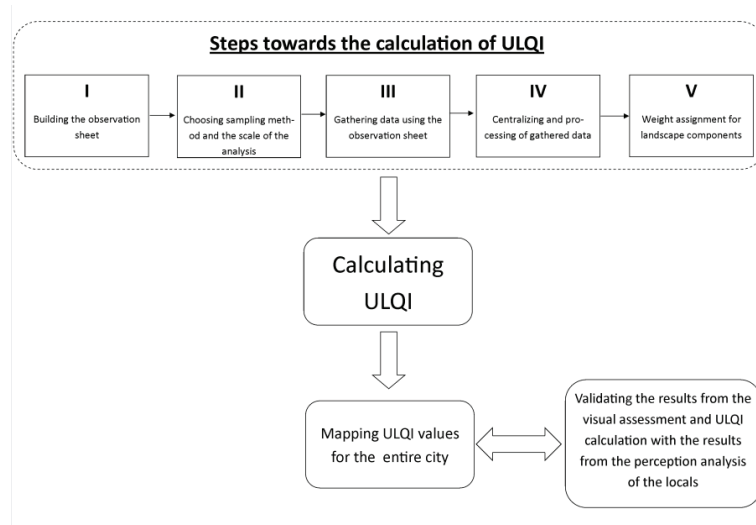 Steps towards the calculation of ULQI
I
Building the observation
sheet
II
Choosing sampling meth-
od and the scale of the
analysis
III
Gathering data using the
observation sheet
IV
Centralizing and pro-
cessing of gathered data
V
Weight assignment for
landscape components
Calculating
ULQI
Mapping ULQI values
for the entire city
Validating the results from the
visual assessment and ULQI
calculation with the results
from the perception analysis
of the locals